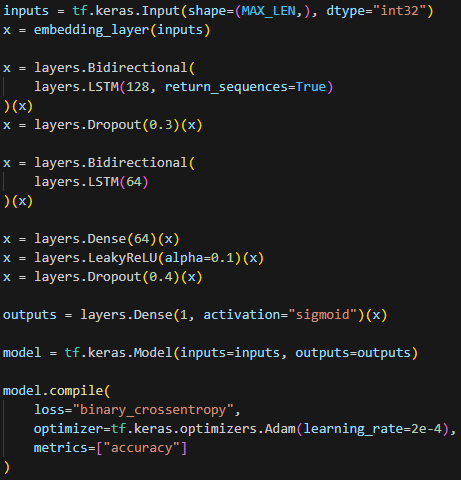 inputs = tf.keras.Input(shape=(MAX_LEN,), dtype="int32")
x = embedding_layer(inputs)

x = layers.Bidirectional(
    layers.LSTM(128, return_sequences=True)
)(x)
x = layers.Dropout(0.3)(x)

x = layers.Bidirectional(
    layers.LSTM(64)
)(x)

x = layers.Dense(64)(x)
x = layers.LeakyReLU(alpha=0.1)(x)
x = layers.Dropout(0.4)(x)

outputs = layers.Dense(1, activation="sigmoid")(x)

model = tf.keras.Model(inputs=inputs, outputs=outputs)

model.compile(
    loss="binary_crossentropy",
    optimizer=tf.keras.optimizers.Adam(learning_rate=2e-4),
    metrics=["accuracy"]
)